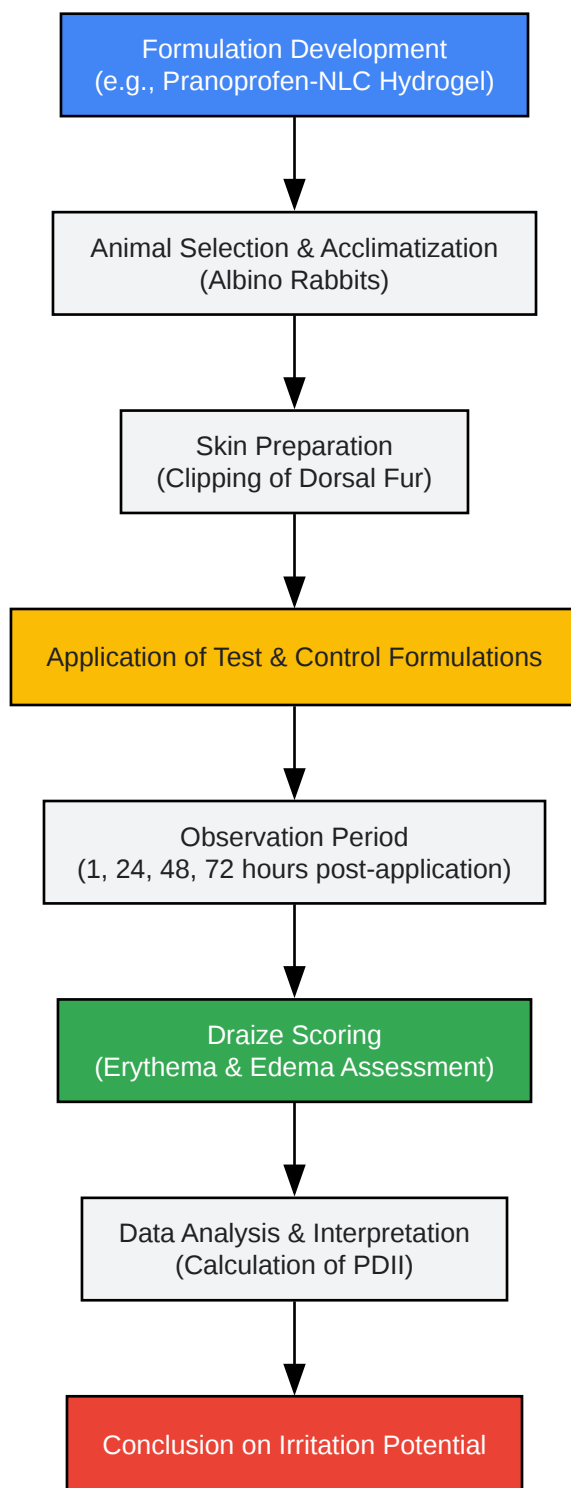 Formulation Development
(e.g., Pranoprofen-NLC Hydrogel)
Animal Selection & Acclimatization
(Albino Rabbits)
Skin Preparation
(Clipping of Dorsal Fur)
Application of Test & Control Formulations
Observation Period
(1, 24, 48, 72 hours post-application)
Draize Scoring
(Erythema & Edema Assessment)
Data Analysis & Interpretation
(Calculation of PDII)
Conclusion on Irritation Potential